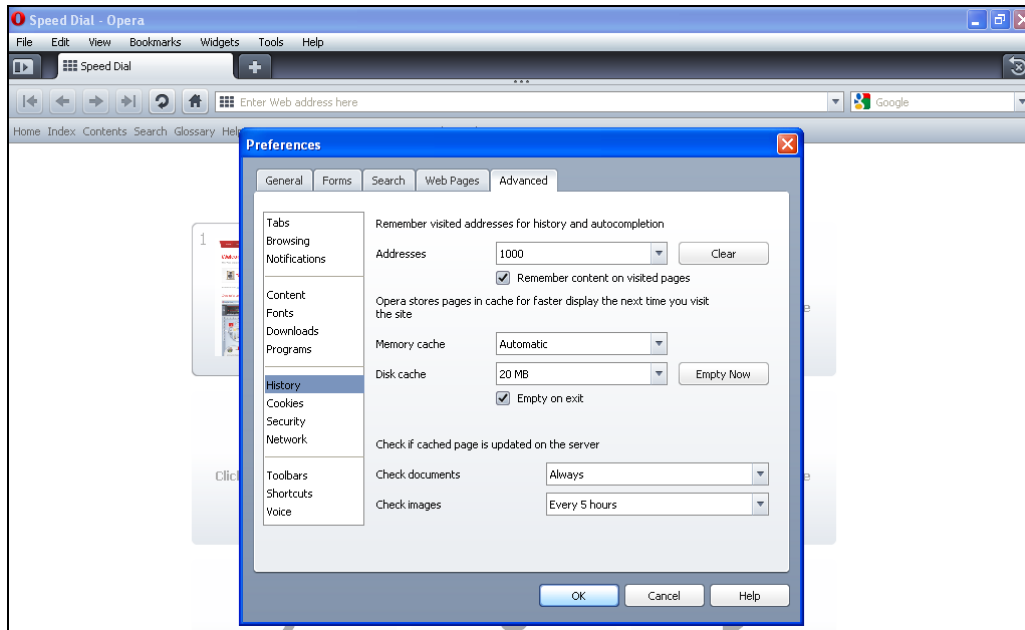 Speed Dial - Opera
File Edit View Bookmarks Widgets Tools Help
Speed Dial
Enter Web address here Google
Home Index Contents Search Glossary Help
Preferences
General Forms Search Web Pages Advanced
Tabs
Browsing
Notifications
Content
Fonts
Downloads
Programs
History
Cookies
Security
Network
Toolbars
Shortcuts
Voice
Remember visited addresses for history and autocompletion
Addresses 1000 Clear
Remember content on visited pages
Opera stores pages in cache for faster display the next time you visit
the site
Memory cache Automatic
Disk cache 20 MB Empty Now
Empty on exit
Check if cached page is updated on the server
Check documents Always
Check images Every 5 hours
OK Cancel Help
1